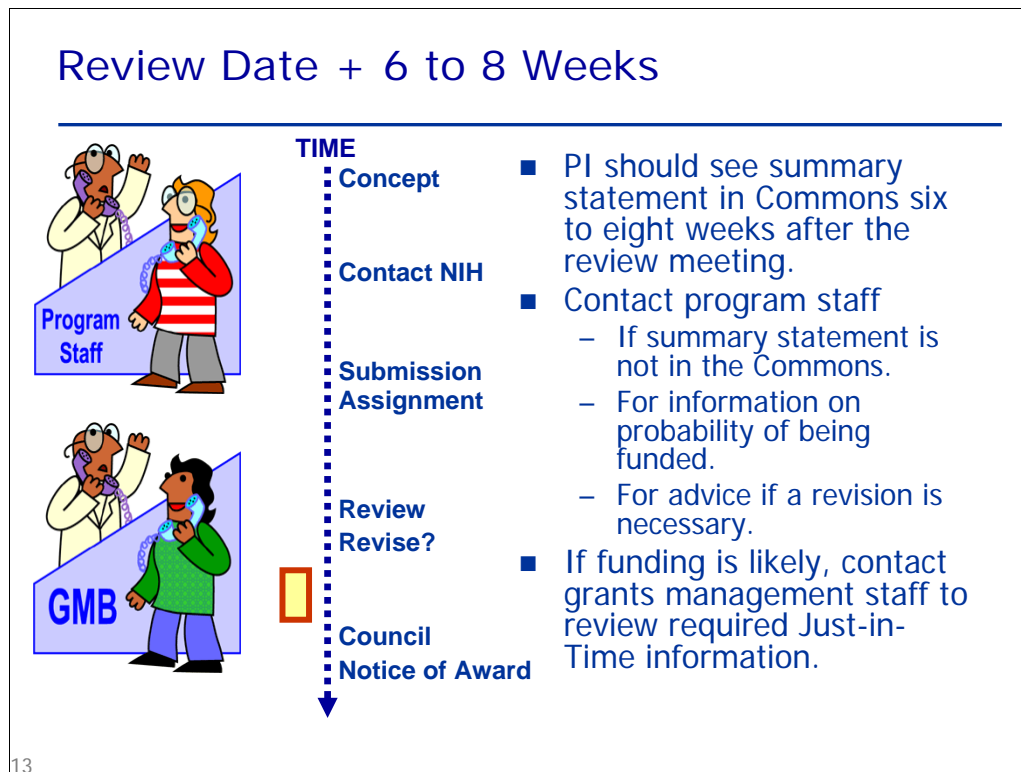 Review Date + 6 to 8 Weeks
Program
Staff
GMB
TIME
Concept
Contact NIH
Submission
Assignment
Review
Revise?
Council
Notice of Award
■ PI should see summary
statement in Commons six
to eight weeks after the
review meeting.
■ Contact program staff
– If summary statement is
not in the Commons.
– For information on
probability of being
funded.
– For advice if a revision is
necessary.
■ If funding is likely, contact
grants management staff to
review required Just-in-
Time information.
13